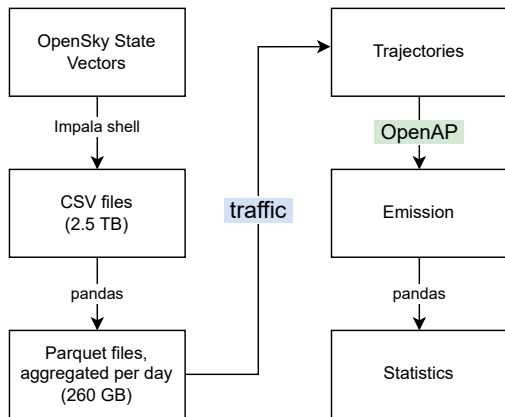 OpenSky State
Vectors
Impala shell
CSV files
(2.5 TB)
pandas
Parquet files,
aggregated per day
(260 GB)
traffic
Trajectories
OpenAP
Emission
pandas
Statistics